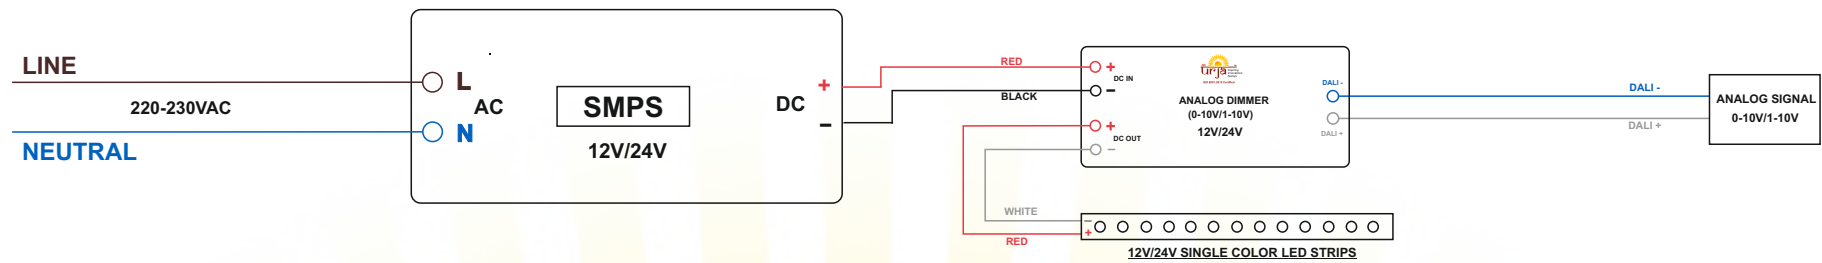 LINE
220-230VAC
NEUTRAL
L
N
AC
SMPS
12V/24V
DC
+
−
RED
BLACK
+
−
DC IN
+
−
DC OUT
urja
ANALOG DIMMER
(0-10V/1-10V)
12V/24V
DALI -
DALI +
DALI -
DALI +
ANALOG SIGNAL
0-10V/1-10V
WHITE
RED
−
+
12V/24V SINGLE COLOR LED STRIPS